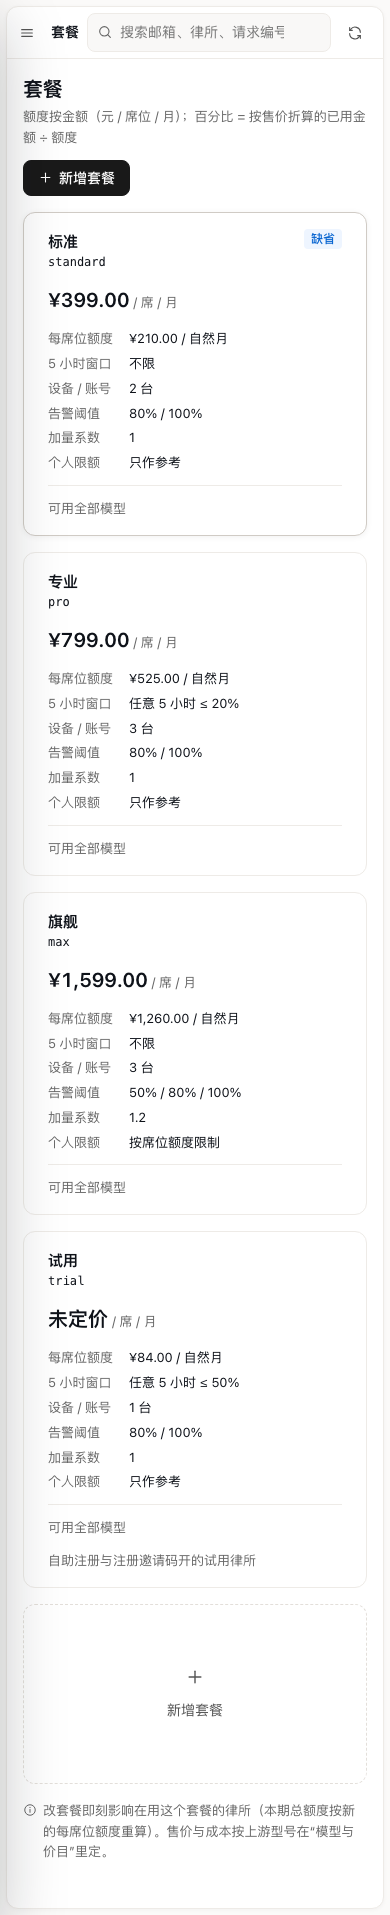 套餐
搜索邮箱、律所、请求编号
套餐
额度按金额（元 / 席位 / 月）；百分比 = 按售价折算的已用金
额 ÷ 额度
新增套餐
标准
缺省
standard
¥399.00 / 席 / 月
每席位额度 ¥210.00 / 自然月
5 小时窗口 不限
设备 / 账号 2 台
告警阈值 80% / 100%
加量系数 1
个人限额 只作参考
可用全部模型
专业
pro
¥799.00 / 席 / 月
每席位额度 ¥525.00 / 自然月
5 小时窗口 任意 5 小时 ≤ 20%
设备 / 账号 3 台
告警阈值 80% / 100%
加量系数 1
个人限额 只作参考
可用全部模型
旗舰
max
¥1,599.00 / 席 / 月
每席位额度 ¥1,260.00 / 自然月
5 小时窗口 不限
设备 / 账号 3 台
告警阈值 50% / 80% / 100%
加量系数 1.2
个人限额 按席位额度限制
可用全部模型
试用
trial
未定价 / 席 / 月
每席位额度 ¥84.00 / 自然月
5 小时窗口 任意 5 小时 ≤ 50%
设备 / 账号 1 台
告警阈值 80% / 100%
加量系数 1
个人限额 只作参考
可用全部模型
自助注册与注册邀请码开的试用律所
新增套餐
改套餐即刻影响在用这个套餐的律所（本期总额度按新
的每席位额度重算）。售价与成本按上游型号在“模型与
价目”里定。